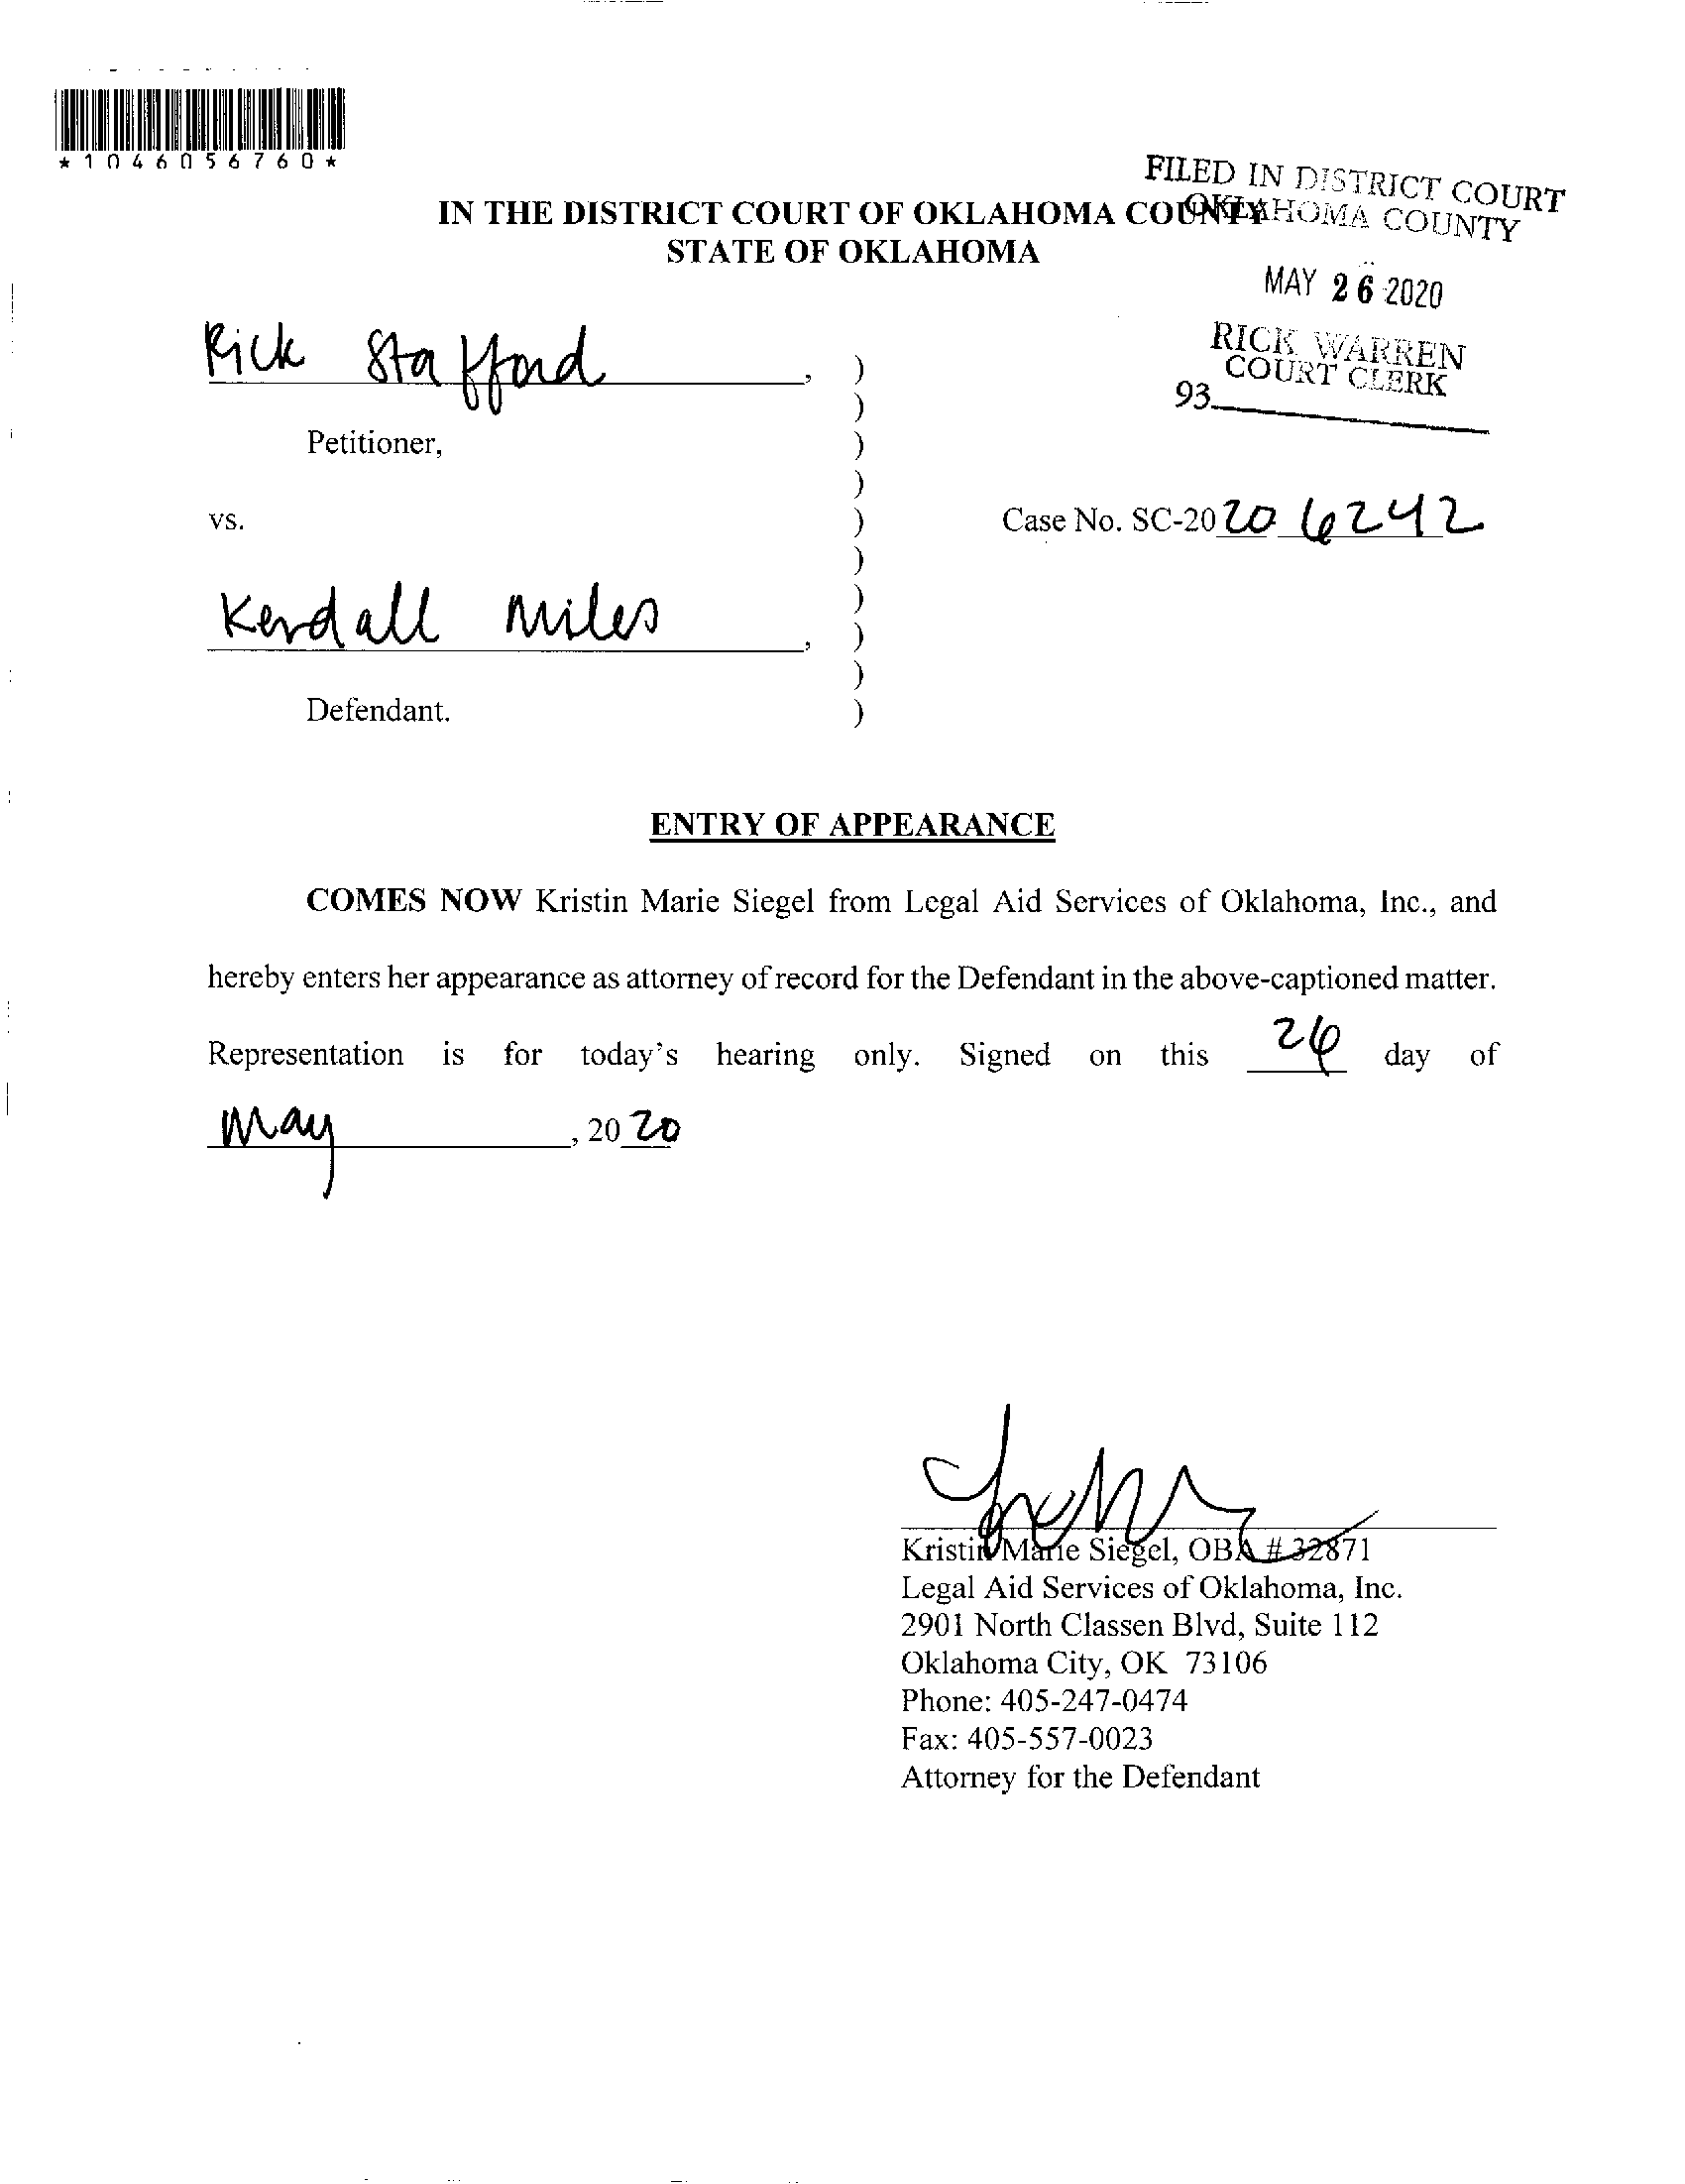 *1046056760*
FILED IN DISTRICT COURT
OKLAHOMA COUNTY
IN THE DISTRICT COURT OF OKLAHOMA COUNTY
STATE OF OKLAHOMA
MAY 26 2020
RICK WARREN
COURT CLERK
93
Rick Stafford, )
)
Petitioner, )
)
vs. ) Case No. SC-2020 6242
)
)
Kendall Miles, )
)
Defendant. )
ENTRY OF APPEARANCE
COMES NOW Kristin Marie Siegel from Legal Aid Services of Oklahoma, Inc., and
hereby enters her appearance as attorney of record for the Defendant in the above-captioned matter.
Representation is for today's hearing only. Signed on this 26 day of
May, 2020
Kristin Marie Siegel, OBA # 32871
Legal Aid Services of Oklahoma, Inc.
2901 North Classen Blvd, Suite 112
Oklahoma City, OK 73106
Phone: 405-247-0474
Fax: 405-557-0023
Attorney for the Defendant